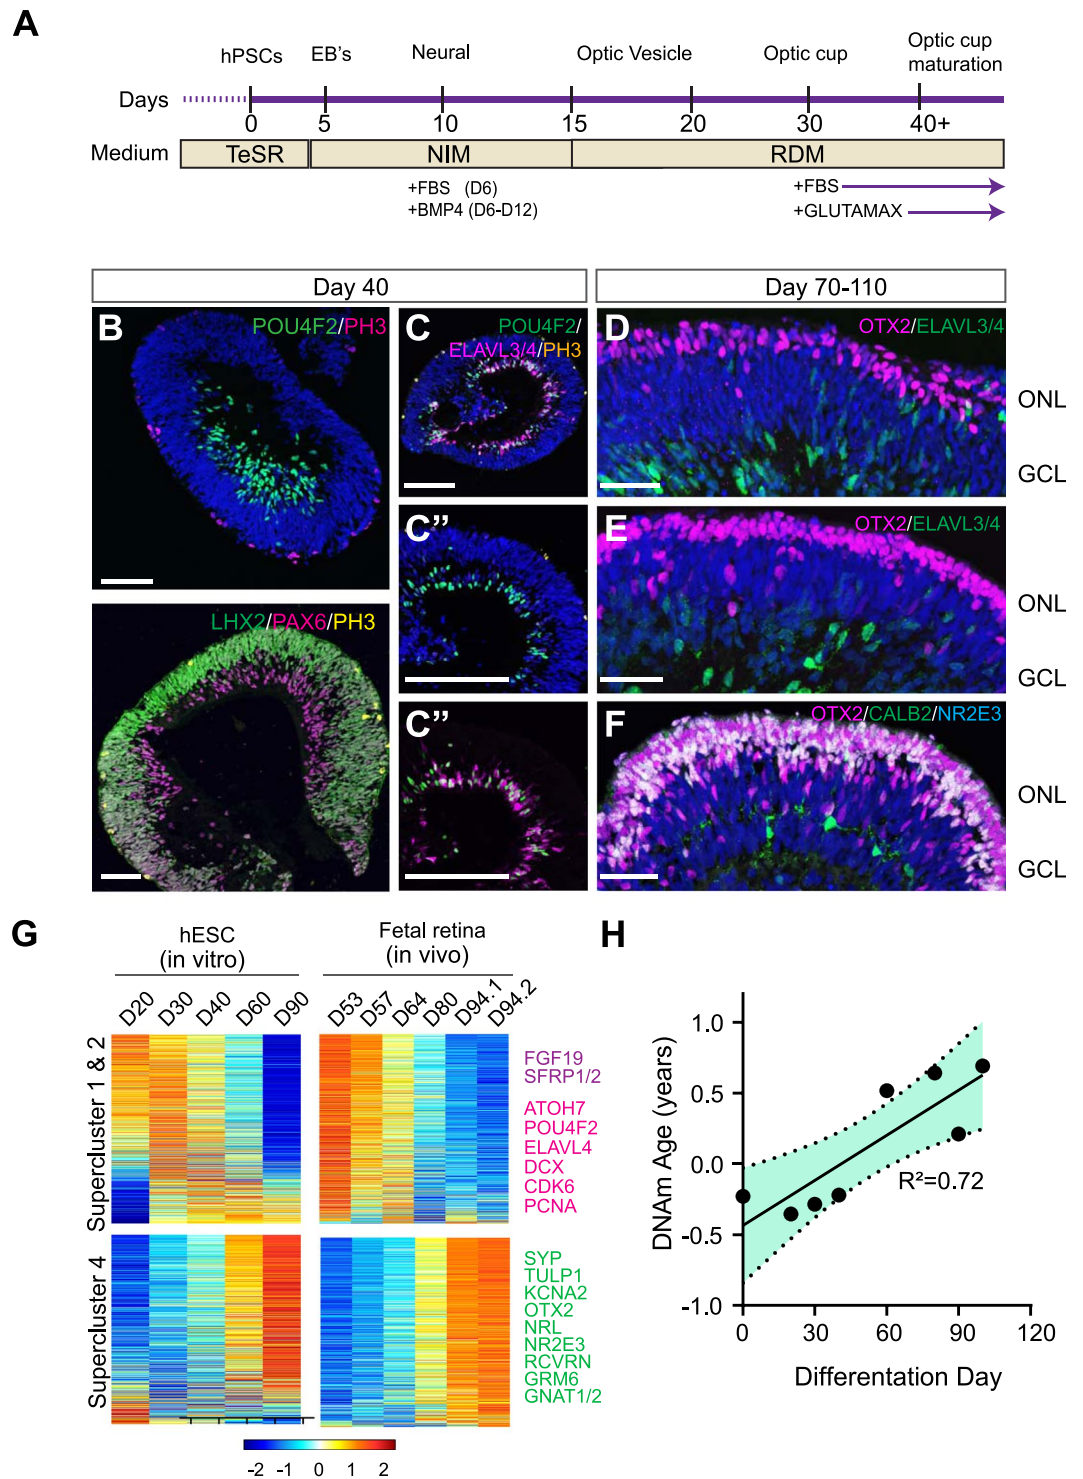 A
hPSCs EB's Neural Optic Vesicle Optic cup Optic cup maturation
Days
0 5 10 15 20 30 40+
Medium TeSR NIM RDM
+FBS (D6) +FBS
+BMP4 (D6-D12) +GLUTAMAX
Day 40 Day 70-110
B POU4F2/PH3
LHX2/PAX6/PH3
C POU4F2/
ELAVL3/4/PH3
C"
C"
D OTX2/ELAVL3/4
ONL
GCL
E OTX2/ELAVL3/4
ONL
GCL
F OTX2/CALB2/NR2E3
ONL
GCL
G
hESC
(in vitro)
Fetal retina
(in vivo)
D20 D30 D40 D60 D90 D53 D57 D64 D80 D94.1 D94.2
Supercluster 1 & 2
FGF19
SFRP1/2
ATOH7
POU4F2
ELAVL4
DCX
CDK6
PCNA
Supercluster 4
SYP
TULP1
KCNA2
OTX2
NRL
NR2E3
RCVRN
GRM6
GNAT1/2
-2 -1 0 1 2
H
DNAm Age (years)
1.0
0.5
0.0
-0.5
-1.0
R²=0.72
0 30 60 90 120
Differentation Day